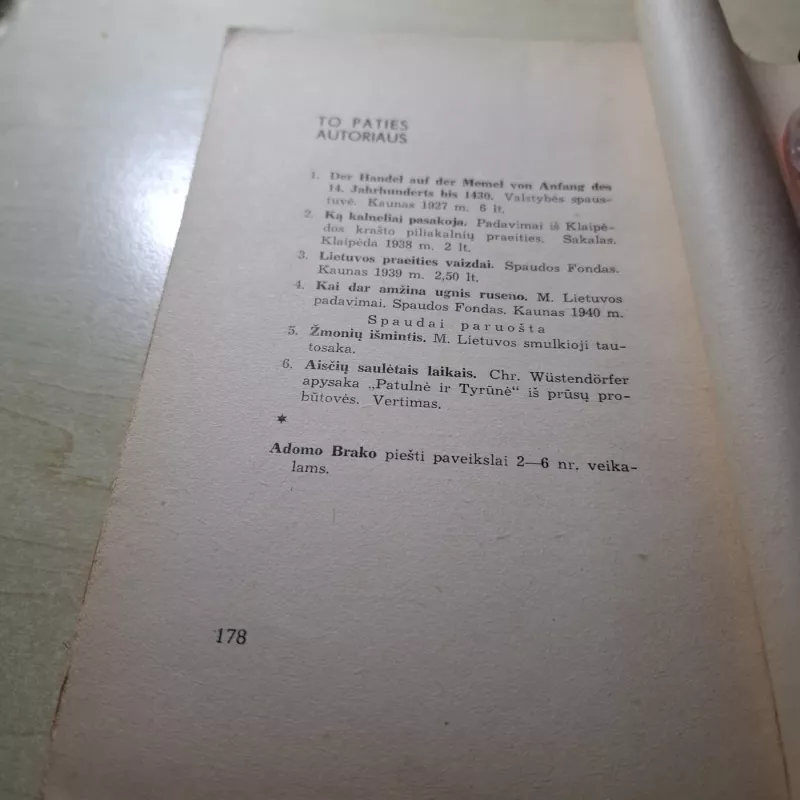 TO PATIES
AUTORIAUS
1. Der Handel auf der Memel von Anfang des
14. Jahrhunderts bis 1430. Valstybės spaus-
tuvė. Kaunas 1927 m. 6 lt.
2. Ką kalneliai pasakoja. Padavimai iš Klaipė-
dos krašto piliakalnių praeities. Sakalas.
Klaipėda 1938 m. 2 lt.
3. Lietuvos praeities vaizdai. Spaudos Fondas.
Kaunas 1939 m. 2,50 lt.
4. Kai dar amžina ugnis ruseno. M. Lietuvos
padavimai. Spaudos Fondas. Kaunas 1940 m.
Spaudai paruošta
5. Žmonių išmintis. M. Lietuvos smulkioji tau-
tosaka.
6. Aisčių saulėtais laikais. Chr. Wüstendörfer
apysaka „Patulnė ir Tyrūnė“ iš prūsų pro-
būtovės. Vertimas.
★
Adomo Brako piešti paveikslai 2—6 nr. veika-
lams.
178